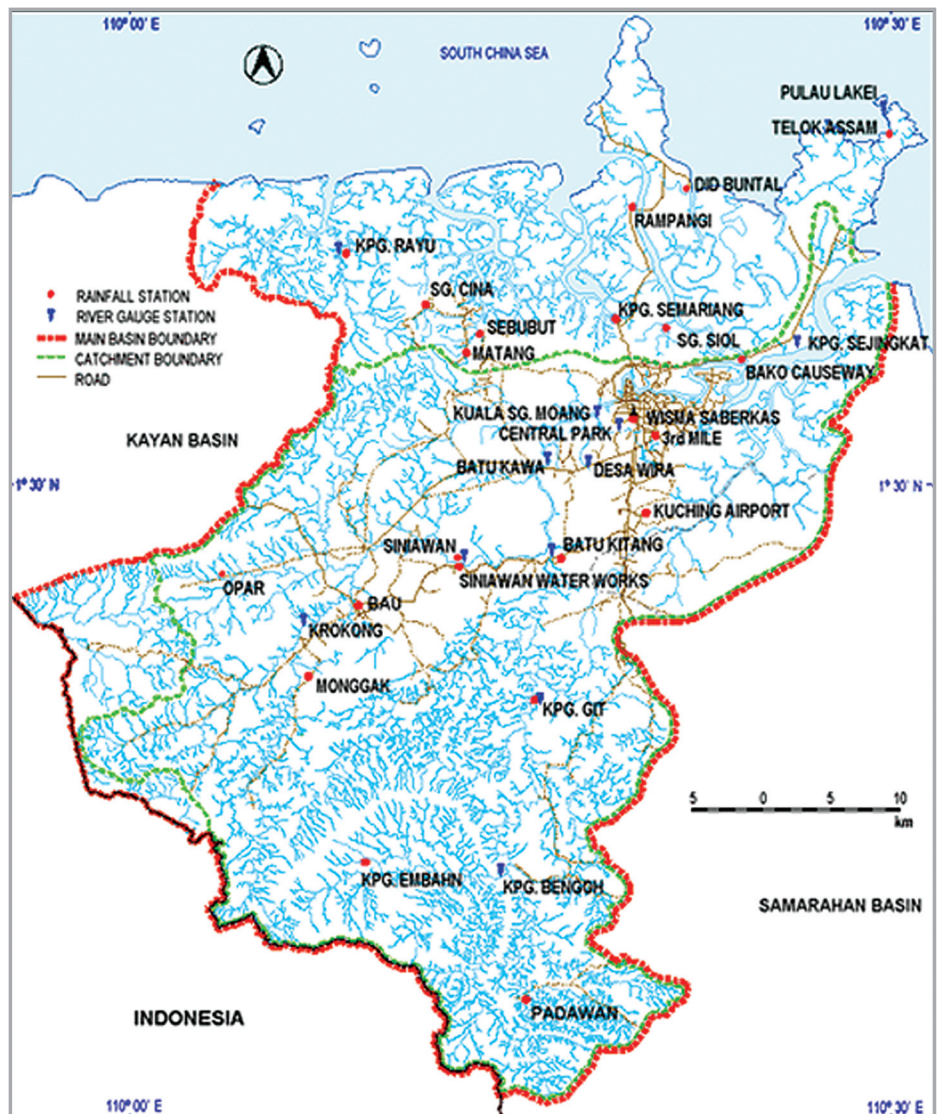 110° 00' E
110° 30' E
SOUTH CHINA SEA
PULAU LAKEI
TELOK ASSAM
DID BUNTAL
RAMPANGI
KPG. RAYU
RAINFALL STATION
RIVER GAUGE STATION
MAIN BASIN BOUNDARY
CATCHMENT BOUNDARY
ROAD
SG. CINA
SEBUBUT
MATANG
KPG. SEMARIANG
SG. SIOL
KPG. SEJINGKAT
BAKO CAUSEWAY
KAYAN BASIN
KUALA SG. MOANG
CENTRAL PARK
WISMA SABERKAS
3rd MILE
BATU KAWA
DESA WIRA
1° 30' N
1° 30' N
KUCHING AIRPORT
SINIAWAN
BATU KITANG
SINIAWAN WATER WORKS
OPAR
BAU
KROKONG
MONGGAK
KPG. GIT
5 0 5 10
km
KPG. EMBAHN
KPG. BENGGH
SAMARAHAN BASIN
PADAWAN
INDONESIA
110° 00' E
110° 30' E